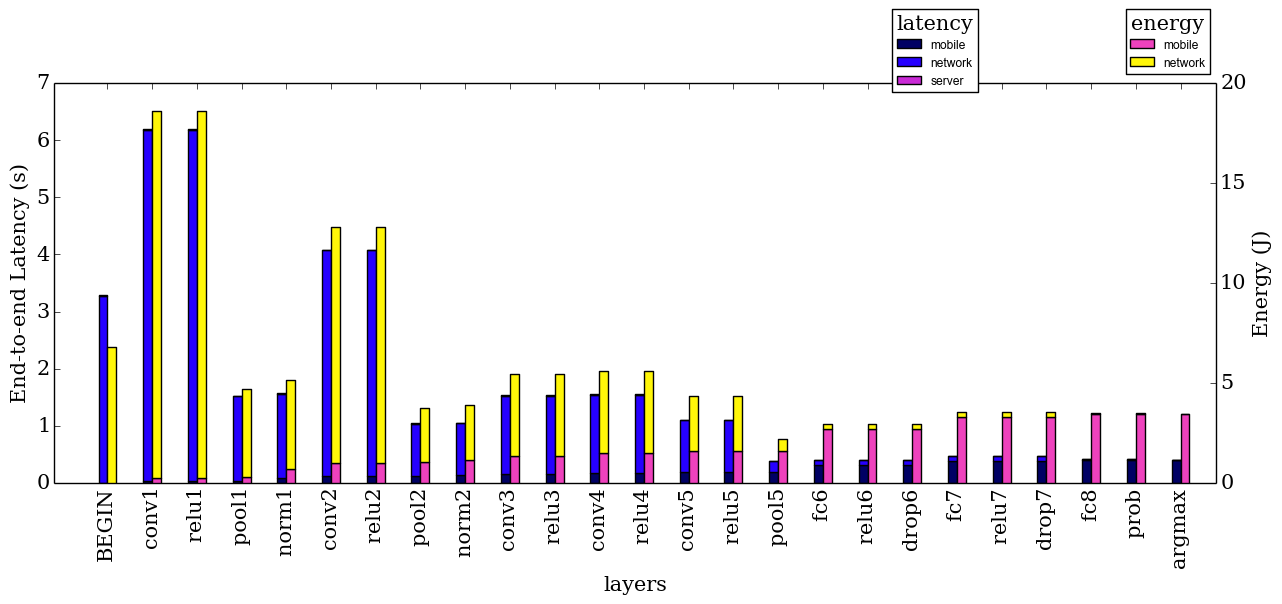 latency
mobile
network
server
energy
mobile
network
7
6
5
4
3
2
1
0
End-to-end Latency (s)
20
15
10
5
0
Energy (J)
BEGIN
conv1
relu1
pool1
norm1
conv2
relu2
pool2
norm2
conv3
relu3
conv4
relu4
conv5
relu5
pool5
fc6
relu6
drop6
fc7
relu7
drop7
fc8
prob
argmax
layers